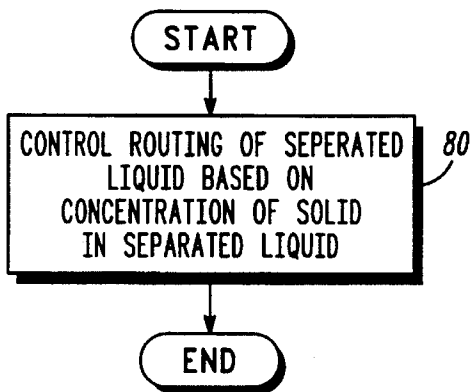 START
CONTROL ROUTING OF SEPERATED
LIQUID BASED ON
CONCENTRATION OF SOLID
IN SEPARATED LIQUID
80
END